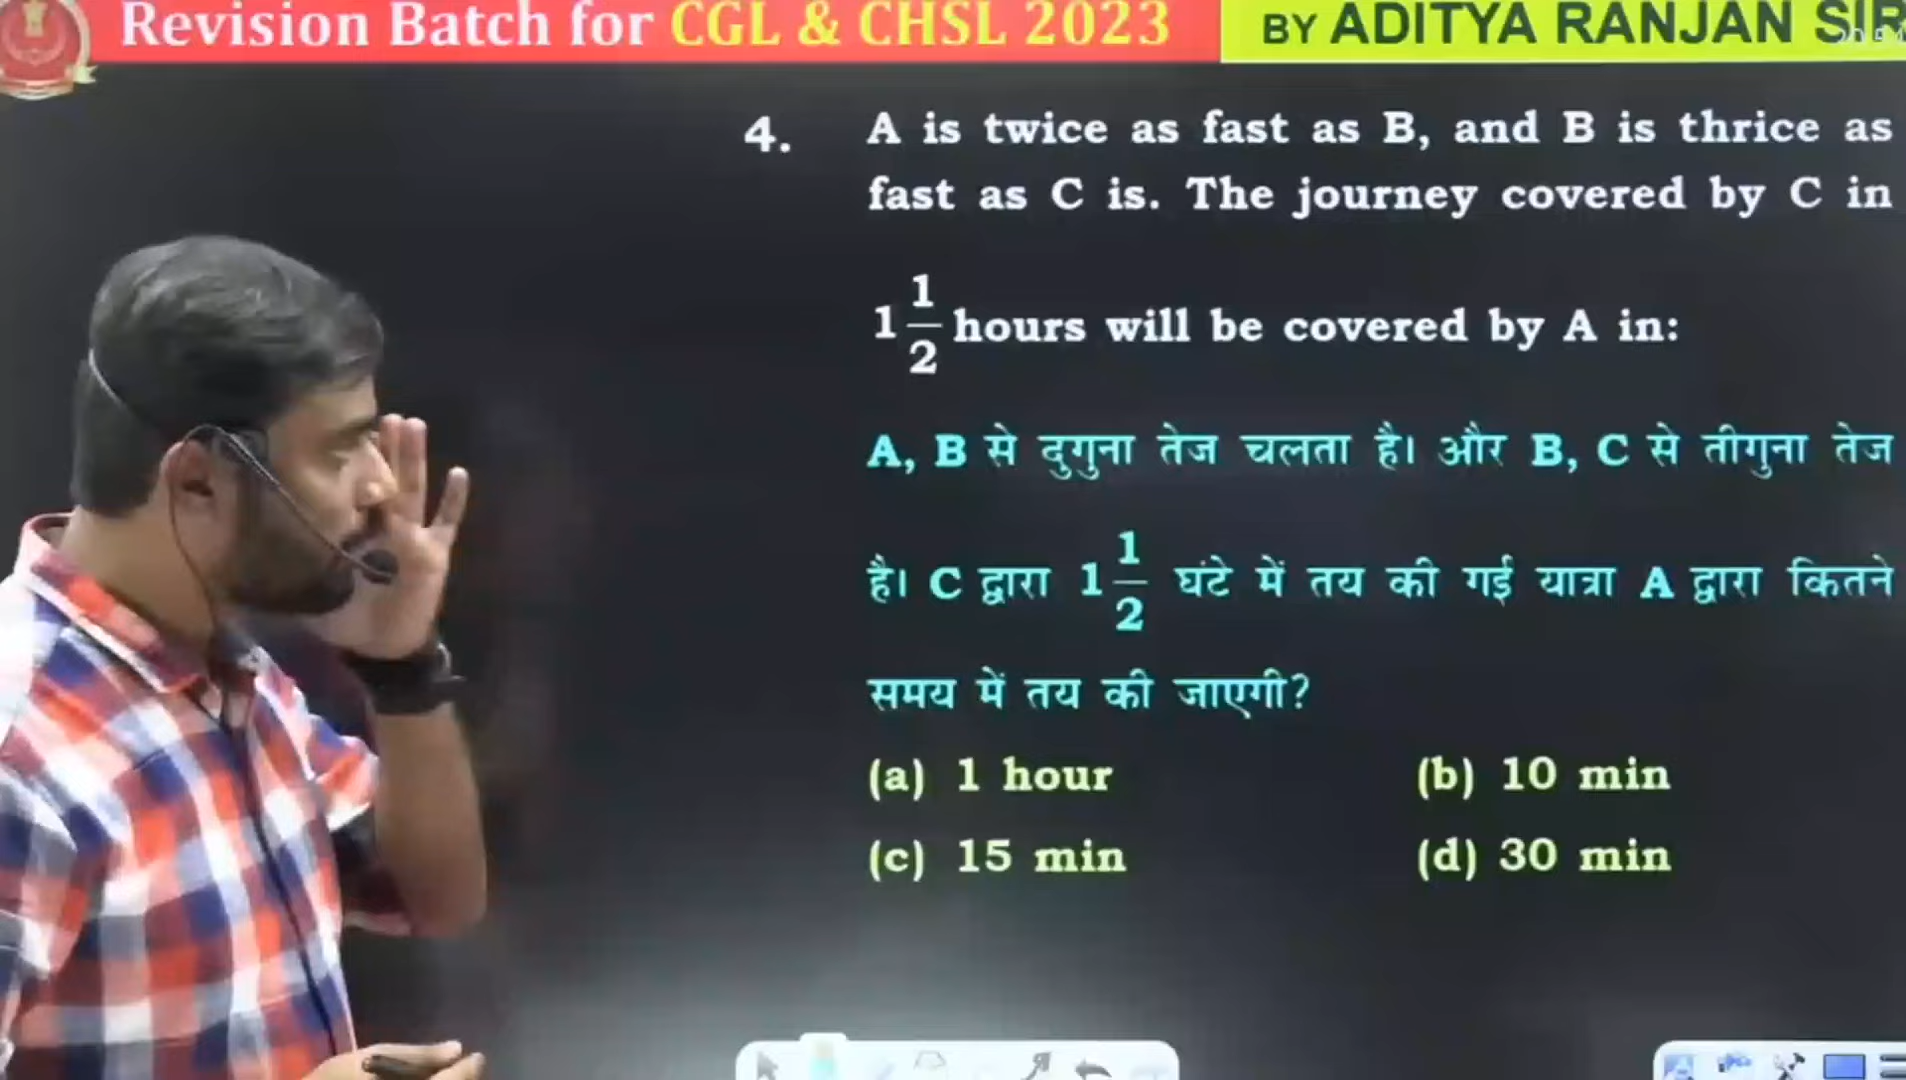 Revision Batch for CGL & CHSL 2023
BY ADITYA RANJAN SIR
4. A is twice as fast as B, and B is thrice as
fast as C is. The journey covered by C in
1 1/2 hours will be covered by A in:
A, B से दुगुना तेज चलता है। और B, C से तीगुना तेज
है। C द्वारा 1 1/2 घंटे में तय की गई यात्रा A द्वारा कितने
समय में तय की जाएगी?
(a) 1 hour (b) 10 min
(c) 15 min (d) 30 min